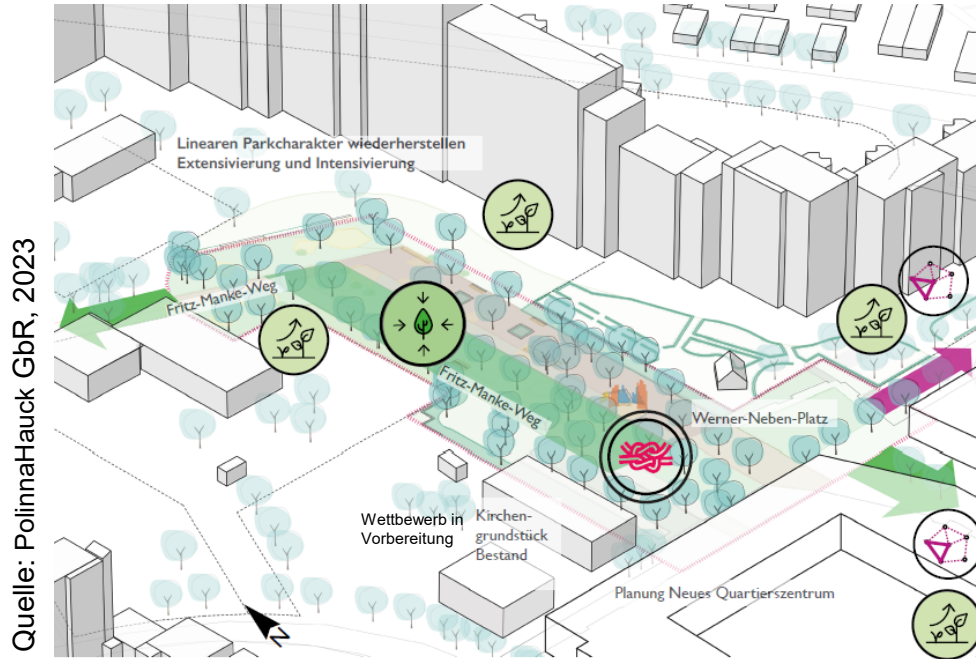 Quelle: PolinnaHauck GbR, 2023
Linearen Parkcharakter wiederherstellen
Extensivierung und Intensivierung
Fritz-Manke-Weg
Fritz-Manke-Weg
Werner-Neben-Platz
Wettbewerb in
Vorbereitung
Kirchen-
grundstück
Bestand
Planung Neues Quartierszentrum
N